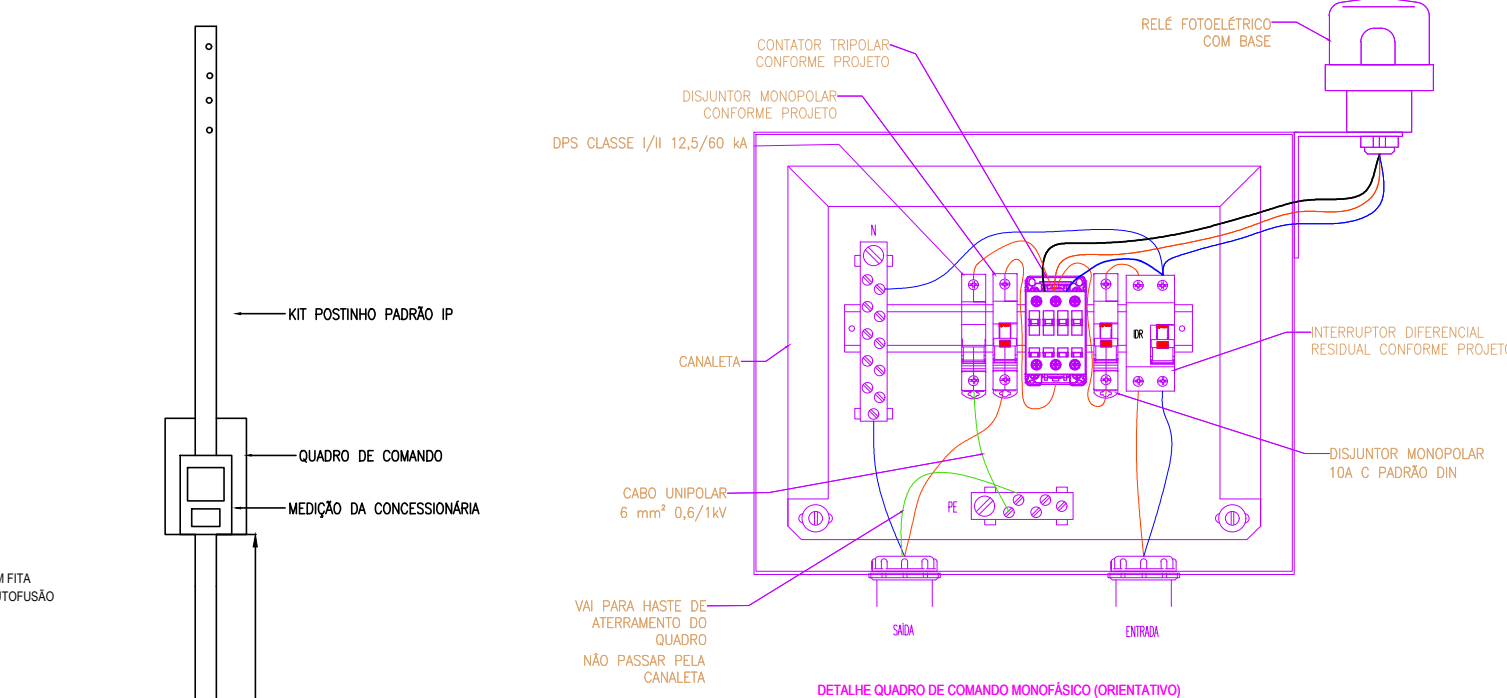 KIT POSTINHO PADRÃO IP
QUADRO DE COMANDO
MEDIÇÃO DA CONCESSIONÁRIA
M FITA
UTOFUSÃO
RELÉ FOTOELÉTRICO
COM BASE
CONTATOR TRIPOLAR
CONFORME PROJETO
DISJUNTOR MONOPOLAR
CONFORME PROJETO
DPS CLASSE I/II 12,5/60 kA
N
IDR
INTERRUPTOR DIFERENCIAL
RESIDUAL CONFORME PROJETO
CANALETA
DISJUNTOR MONOPOLAR
10A C PADRÃO DIN
CABO UNIPOLAR
6 mm² 0,6/1kV
PE
VAI PARA HASTE DE
ATERRAMENTO DO
QUADRO
NÂO PASSAR PELA
CANALETA
SAÍDA
ENTRADA
DETALHE QUADRO DE COMANDO MONOFÁSICO (ORIENTATIVO)